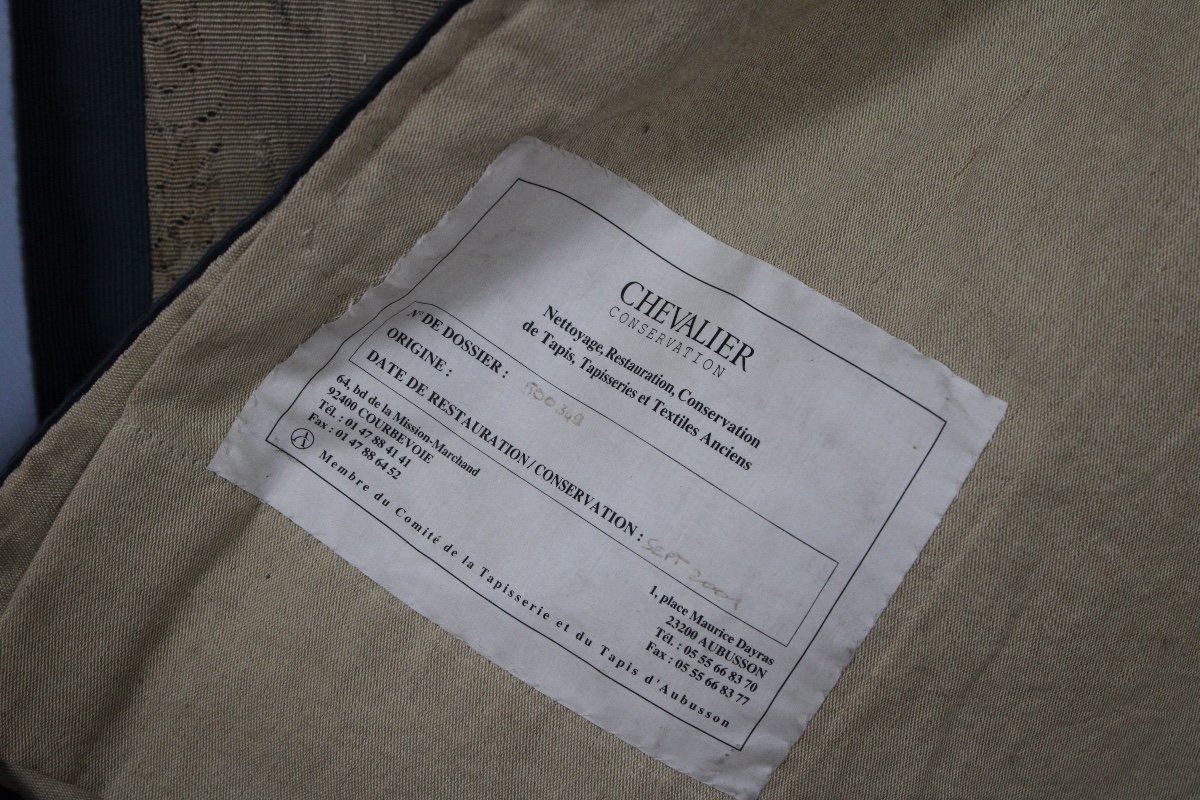 CHEVALIER
CONSERVATION
Nettoyage, Restauration, Conservation
de Tapis, Tapisseries et Textiles Anciens
N° DE DOSSIER :
ORIGINE :
DATE DE RESTAURATION / CONSERVATION : SEPT
64, bd de la Mission-Marchand
92400 COURBEVOIE
Tél. : 01 47 88 41 41
Fax : 01 47 88 64 52
1, place Maurice Dayras
23200 AUBUSSON
Tél. : 05 55 66 83 70
Fax : 05 55 66 83 77
Membre du Comité de la Tapisserie et du Tapis d'Aubusson